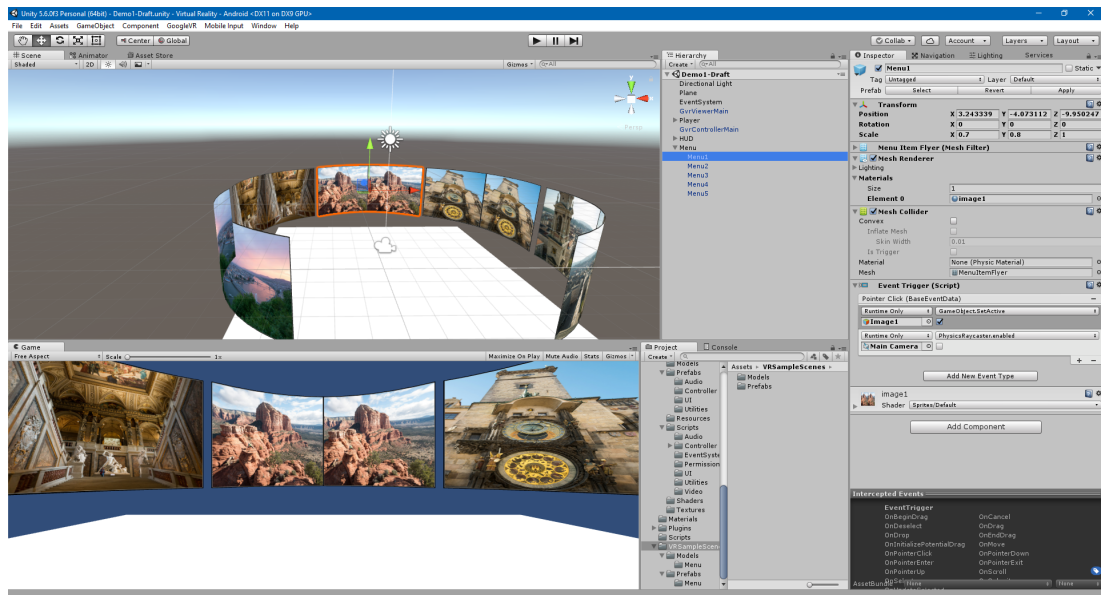 Unity 5.6.0f3 Personal (64bit) - Demo1-Draft.unity - Virtual Reality - Android <DX11 on DX9 GPU>
File Edit Assets GameObject Component GoogleVR Mobile Input Window Help
Center Global Collab Account Layers Layout
Scene Animator Asset Store
Shaded 2D Gizmos All
y
Persp
Hierarchy
Create All
Demo1-Draft
Directional Light
Plane
EventSystem
GvrViewerMain
Player
GvrControllerMain
HUD
Menu
Menu1
Menu2
Menu3
Menu4
Menu5
Game
Free Aspect Scale 1x Maximize On Play Mute Audio Stats Gizmos
Project Console
Create
Models
Prefabs
Audio
Controller
UI
Utilities
Resources
Scripts
Audio
Controller
EventSyste
Permission
UI
Utilities
Video
Shaders
Textures
Materials
Plugins
Scripts
VRSampleScen
Models
Menu
Prefabs
Menu
Assets VRSampleScenes
Models
Prefabs
Inspector Navigation Lighting Services
Menu1 Static
Tag Untagged Layer Default
Prefab Select Revert Apply
Transform
Position X 3.243339 Y -4.073112 Z -9.950247
Rotation X 0 Y 0 Z 0
Scale X 0.7 Y 0.8 Z 1
Menu Item Flyer (Mesh Filter)
Mesh Renderer
Lighting
Materials
Size 1
Element 0 image1
Mesh Collider
Convex
Inflate Mesh
Skin Width 0.01
Is Trigger
Material None (Physic Material)
Mesh MenuItemFlyer
Event Trigger (Script)
Pointer Click (BaseEventData)
Runtime Only GameObject.SetActive
Image1
Runtime Only PhysicsRaycaster.enabled
Main Camera
+ −
Add New Event Type
image1
Shader Sprites/Default
Add Component
Intercepted Events
EventTrigger
OnBeginDrag OnCancel
OnDeselect OnDrag
OnDrop OnEndDrag
OnInitializePotentialDrag OnMove
OnPointerClick OnPointerDown
OnPointerEnter OnPointerExit
OnPointerUp OnScroll
AssetBundle None None